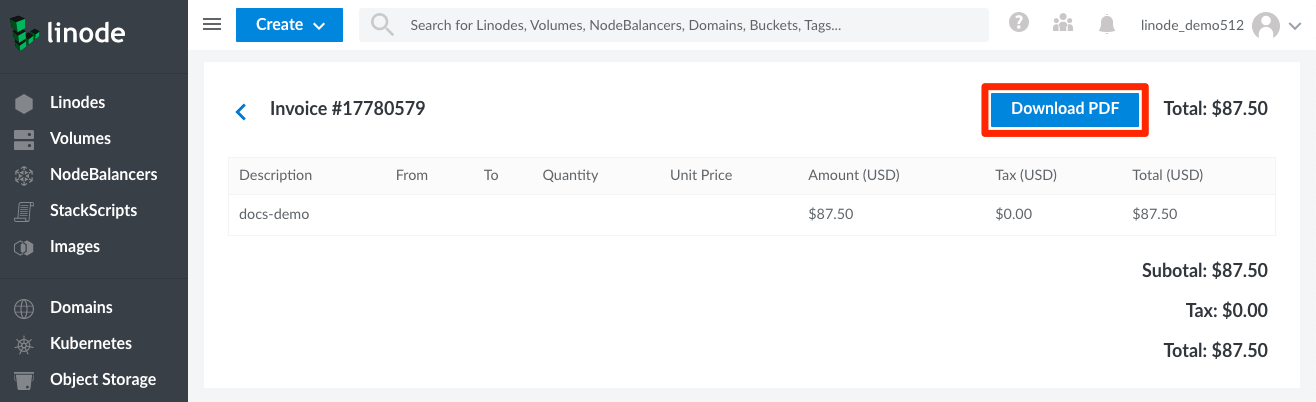 linode
Create
Search for Linodes, Volumes, NodeBalancers, Domains, Buckets, Tags...
linode_demo512
Linodes
Volumes
NodeBalancers
StackScripts
Images
Domains
Kubernetes
Object Storage
Invoice #17780579
Download PDF
Total: $87.50
Description From To Quantity Unit Price Amount (USD) Tax (USD) Total (USD)
docs-demo $87.50 $0.00 $87.50
Subotal: $87.50
Tax: $0.00
Total: $87.50